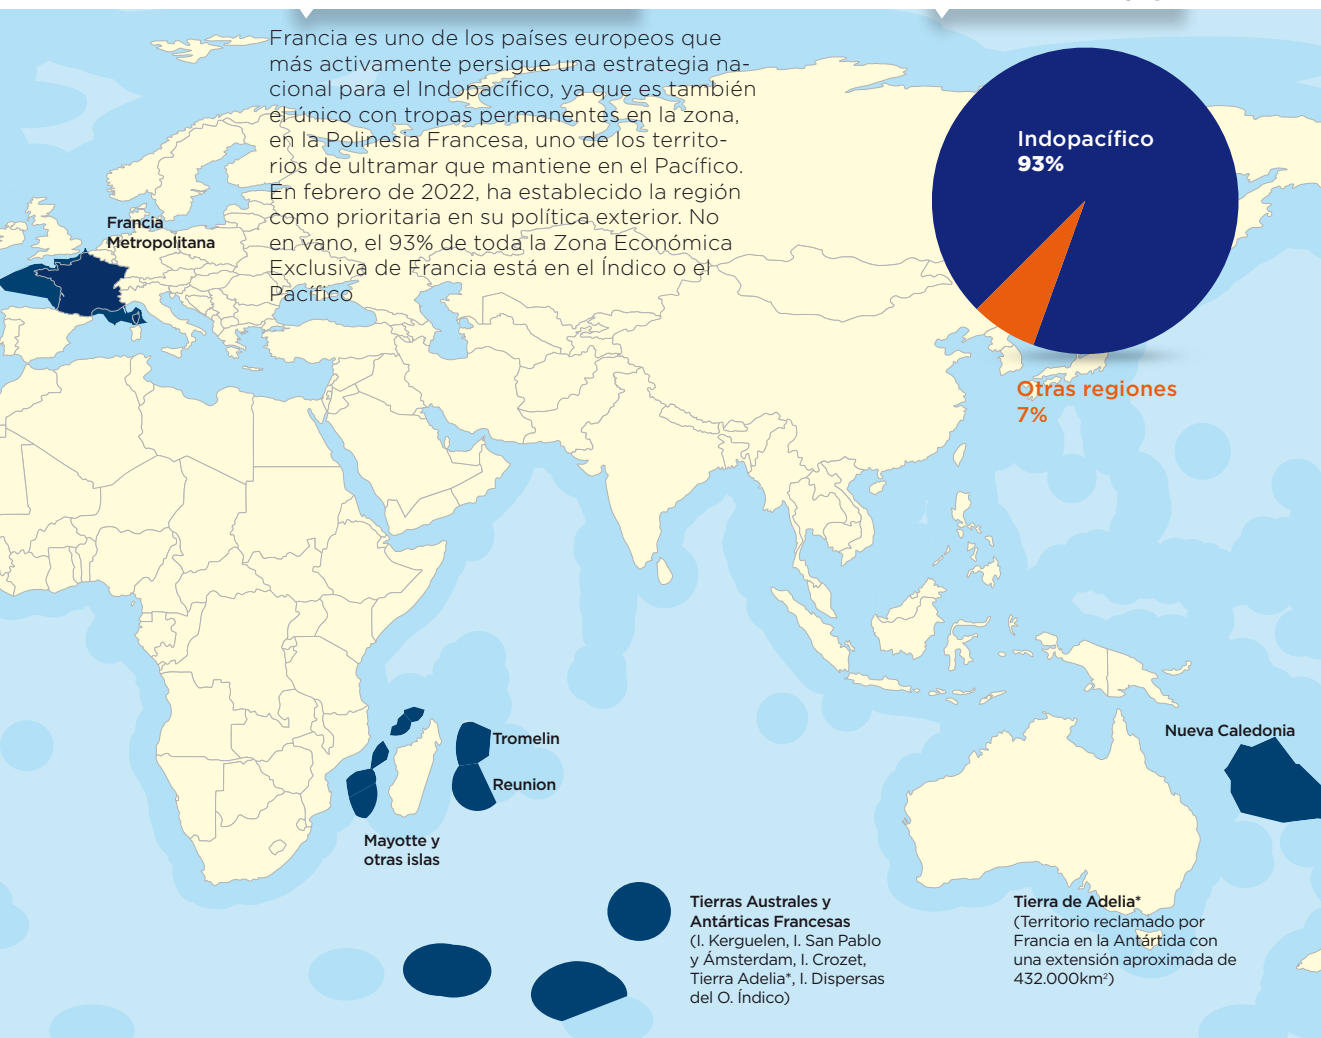 Francia es uno de los países europeos que
más activamente persigue una estrategia na-
cional para el Indopacífico, ya que es también
el único con tropas permanentes en la zona,
en la Polinesia Francesa, uno de los territo-
rios de ultramar que mantiene en el Pacífico.
En febrero de 2022, ha establecido la región
como prioritaria en su política exterior. No
en vano, el 93% de toda la Zona Económica
Exclusiva de Francia está en el Índico o el
Pacífico
Indopacífico
93%
Otras regiones
7%
Francia
Metropolitana
Tromelin
Reunion
Mayotte y
otras islas
Nueva Caledonia
Tierras Australes y
Antárticas Francesas
(I. Kerguelen, I. San Pablo
y Ámsterdam, I. Crozet,
Tierra Adelia*, I. Dispersas
del O. Índico)
Tierra de Adelia*
(Territorio reclamado por
Francia en la Antártida con
una extensión aproximada de
432.000km²)